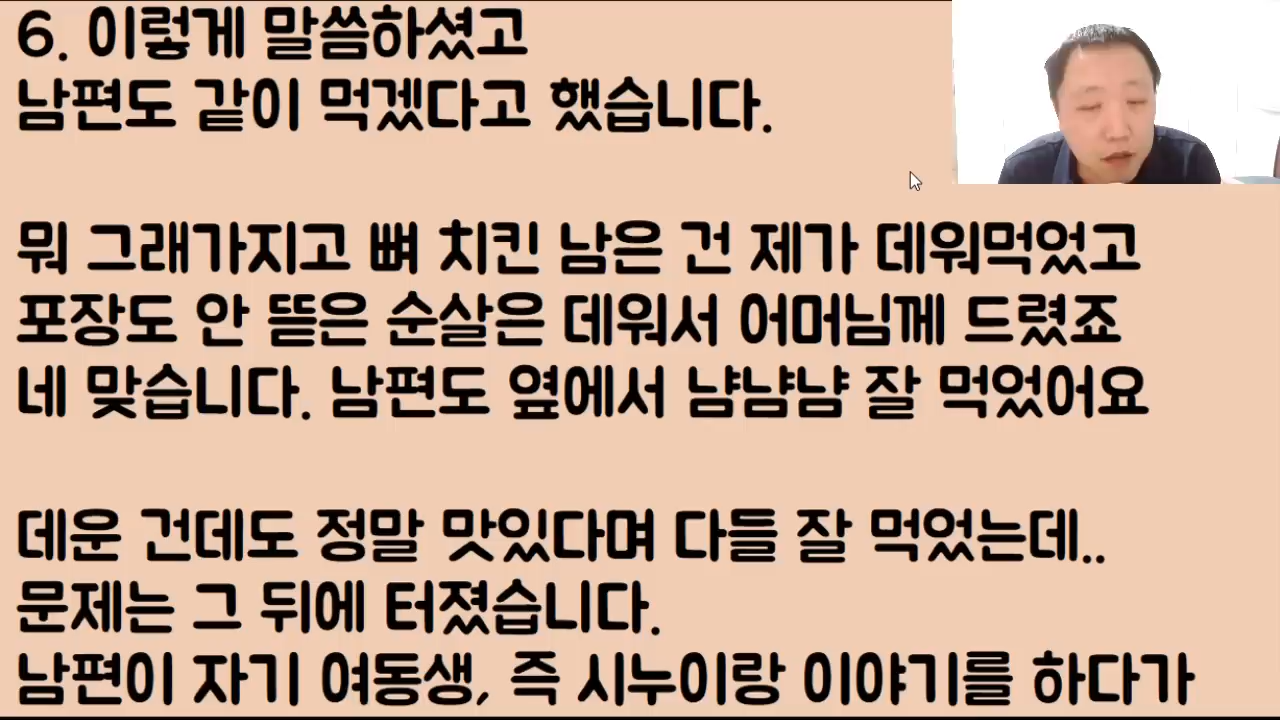 6. 이렇게 말씀하셨고
남편도 같이 먹겠다고 했습니다.
뭐 그래가지고 뼈 치킨 남은 건 제가 데워먹었고
포장도 안 뜯은 순살은 데워서 어머님께 드렸죠
네 맞습니다. 남편도 옆에서 냠냠냠 잘 먹었어요
데운 건데도 정말 맛있다며 다들 잘 먹었는데..
문제는 그 뒤에 터졌습니다.
남편이 자기 여동생, 즉 시누이랑 이야기를 하다가